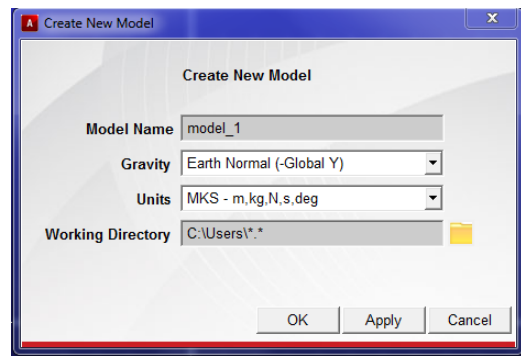 Create New Model
Create New Model
Model Name model_1
Gravity Earth Normal (-Global Y)
Units MKS - m,kg,N,s,deg
Working Directory C:\Users\*.*
OK Apply Cancel